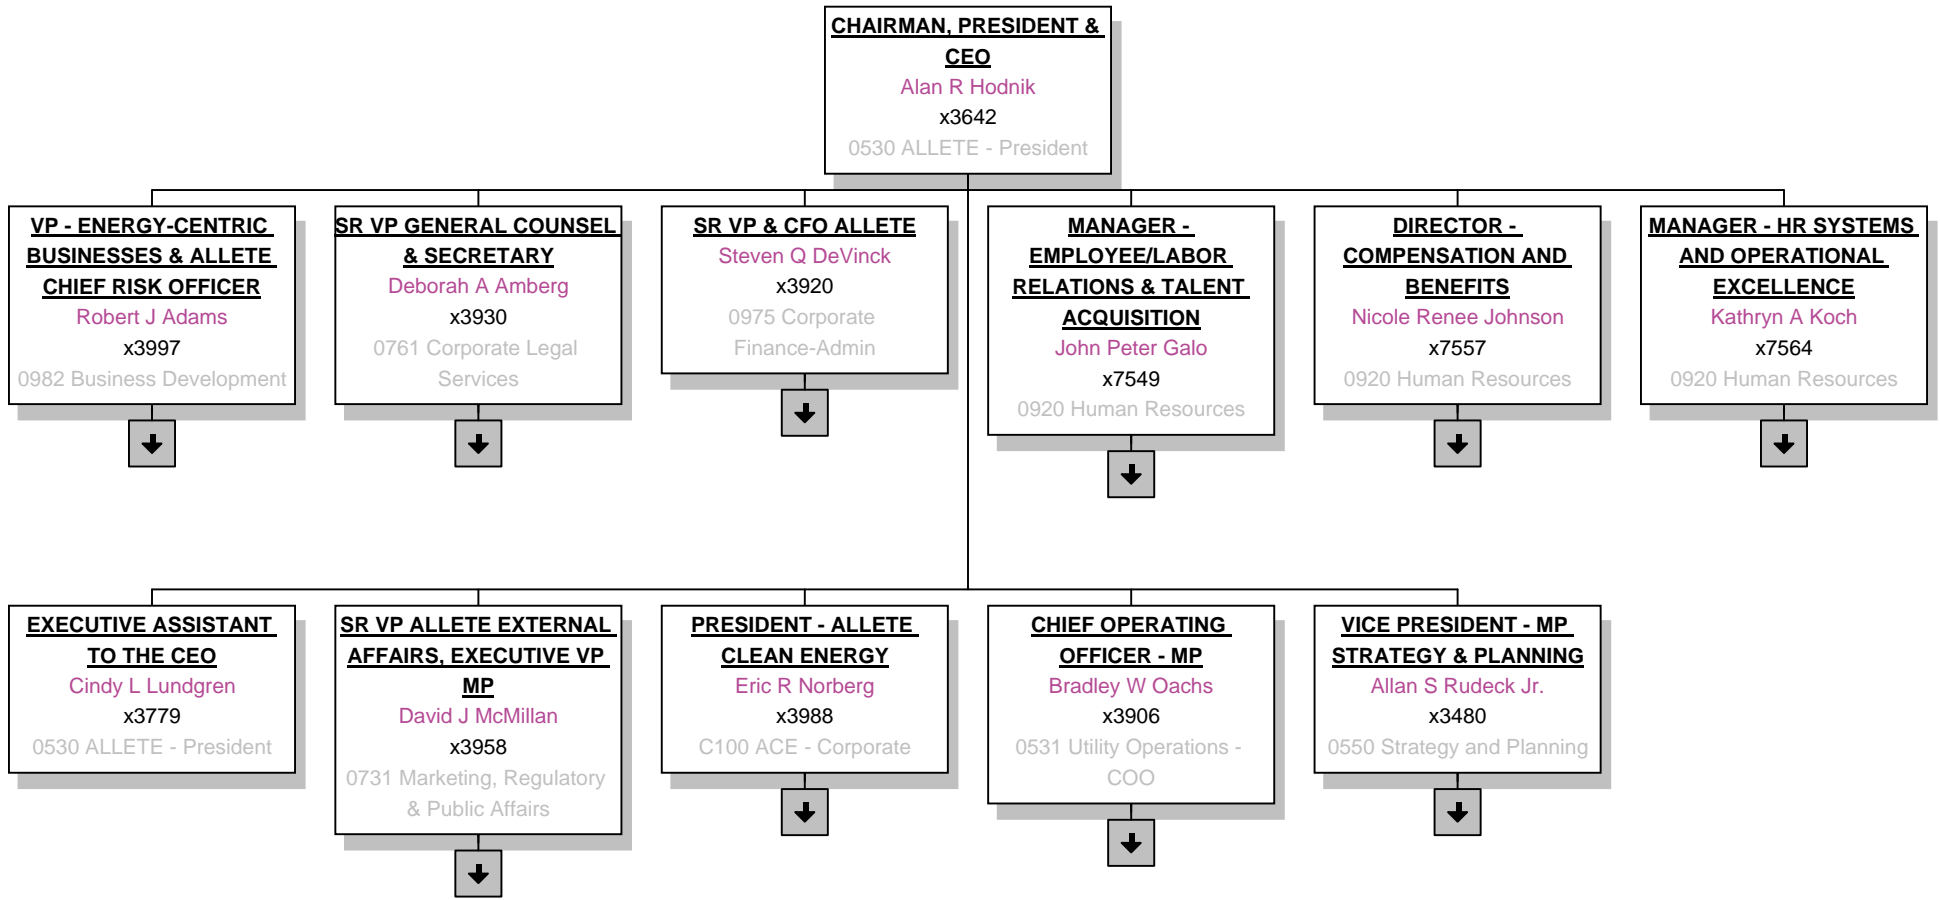 CHAIRMAN, PRESIDENT &
CEO
Alan R Hodnik
x3642
0530 ALLETE - President
VP - ENERGY-CENTRIC
BUSINESSES & ALLETE
CHIEF RISK OFFICER
Robert J Adams
x3997
0982 Business Development
SR VP GENERAL COUNSEL
& SECRETARY
Deborah A Amberg
x3930
0761 Corporate Legal
Services
SR VP & CFO ALLETE
Steven Q DeVinck
x3920
0975 Corporate
Finance-Admin
MANAGER -
EMPLOYEE/LABOR
RELATIONS & TALENT
ACQUISITION
John Peter Galo
x7549
0920 Human Resources
DIRECTOR -
COMPENSATION AND
BENEFITS
Nicole Renee Johnson
x7557
0920 Human Resources
MANAGER - HR SYSTEMS
AND OPERATIONAL
EXCELLENCE
Kathryn A Koch
x7564
0920 Human Resources
EXECUTIVE ASSISTANT
TO THE CEO
Cindy L Lundgren
x3779
0530 ALLETE - President
SR VP ALLETE EXTERNAL
AFFAIRS, EXECUTIVE VP
MP
David J McMillan
x3958
0731 Marketing, Regulatory
& Public Affairs
PRESIDENT - ALLETE
CLEAN ENERGY
Eric R Norberg
x3988
C100 ACE - Corporate
CHIEF OPERATING
OFFICER - MP
Bradley W Oachs
x3906
0531 Utility Operations -
COO
VICE PRESIDENT - MP
STRATEGY & PLANNING
Allan S Rudeck Jr.
x3480
0550 Strategy and Planning